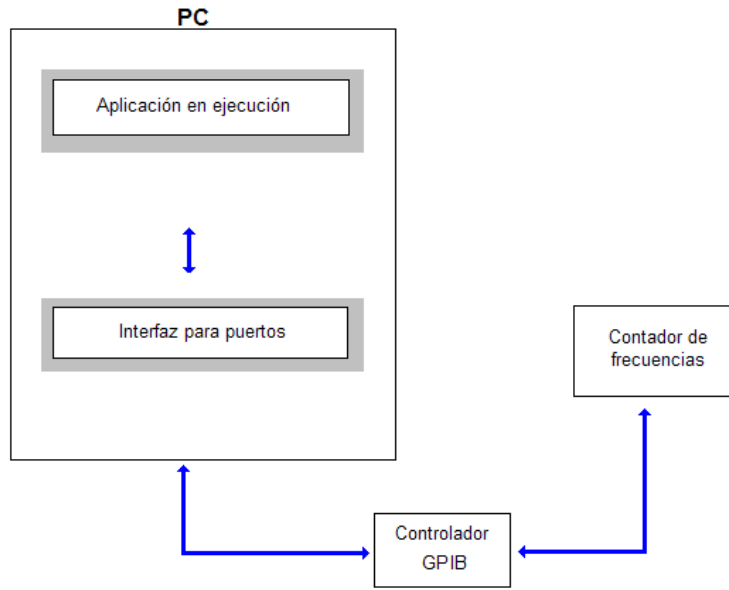 PC
Aplicación en ejecución
Interfaz para puertos
Contador de
frecuencias
Controlador
GPIB